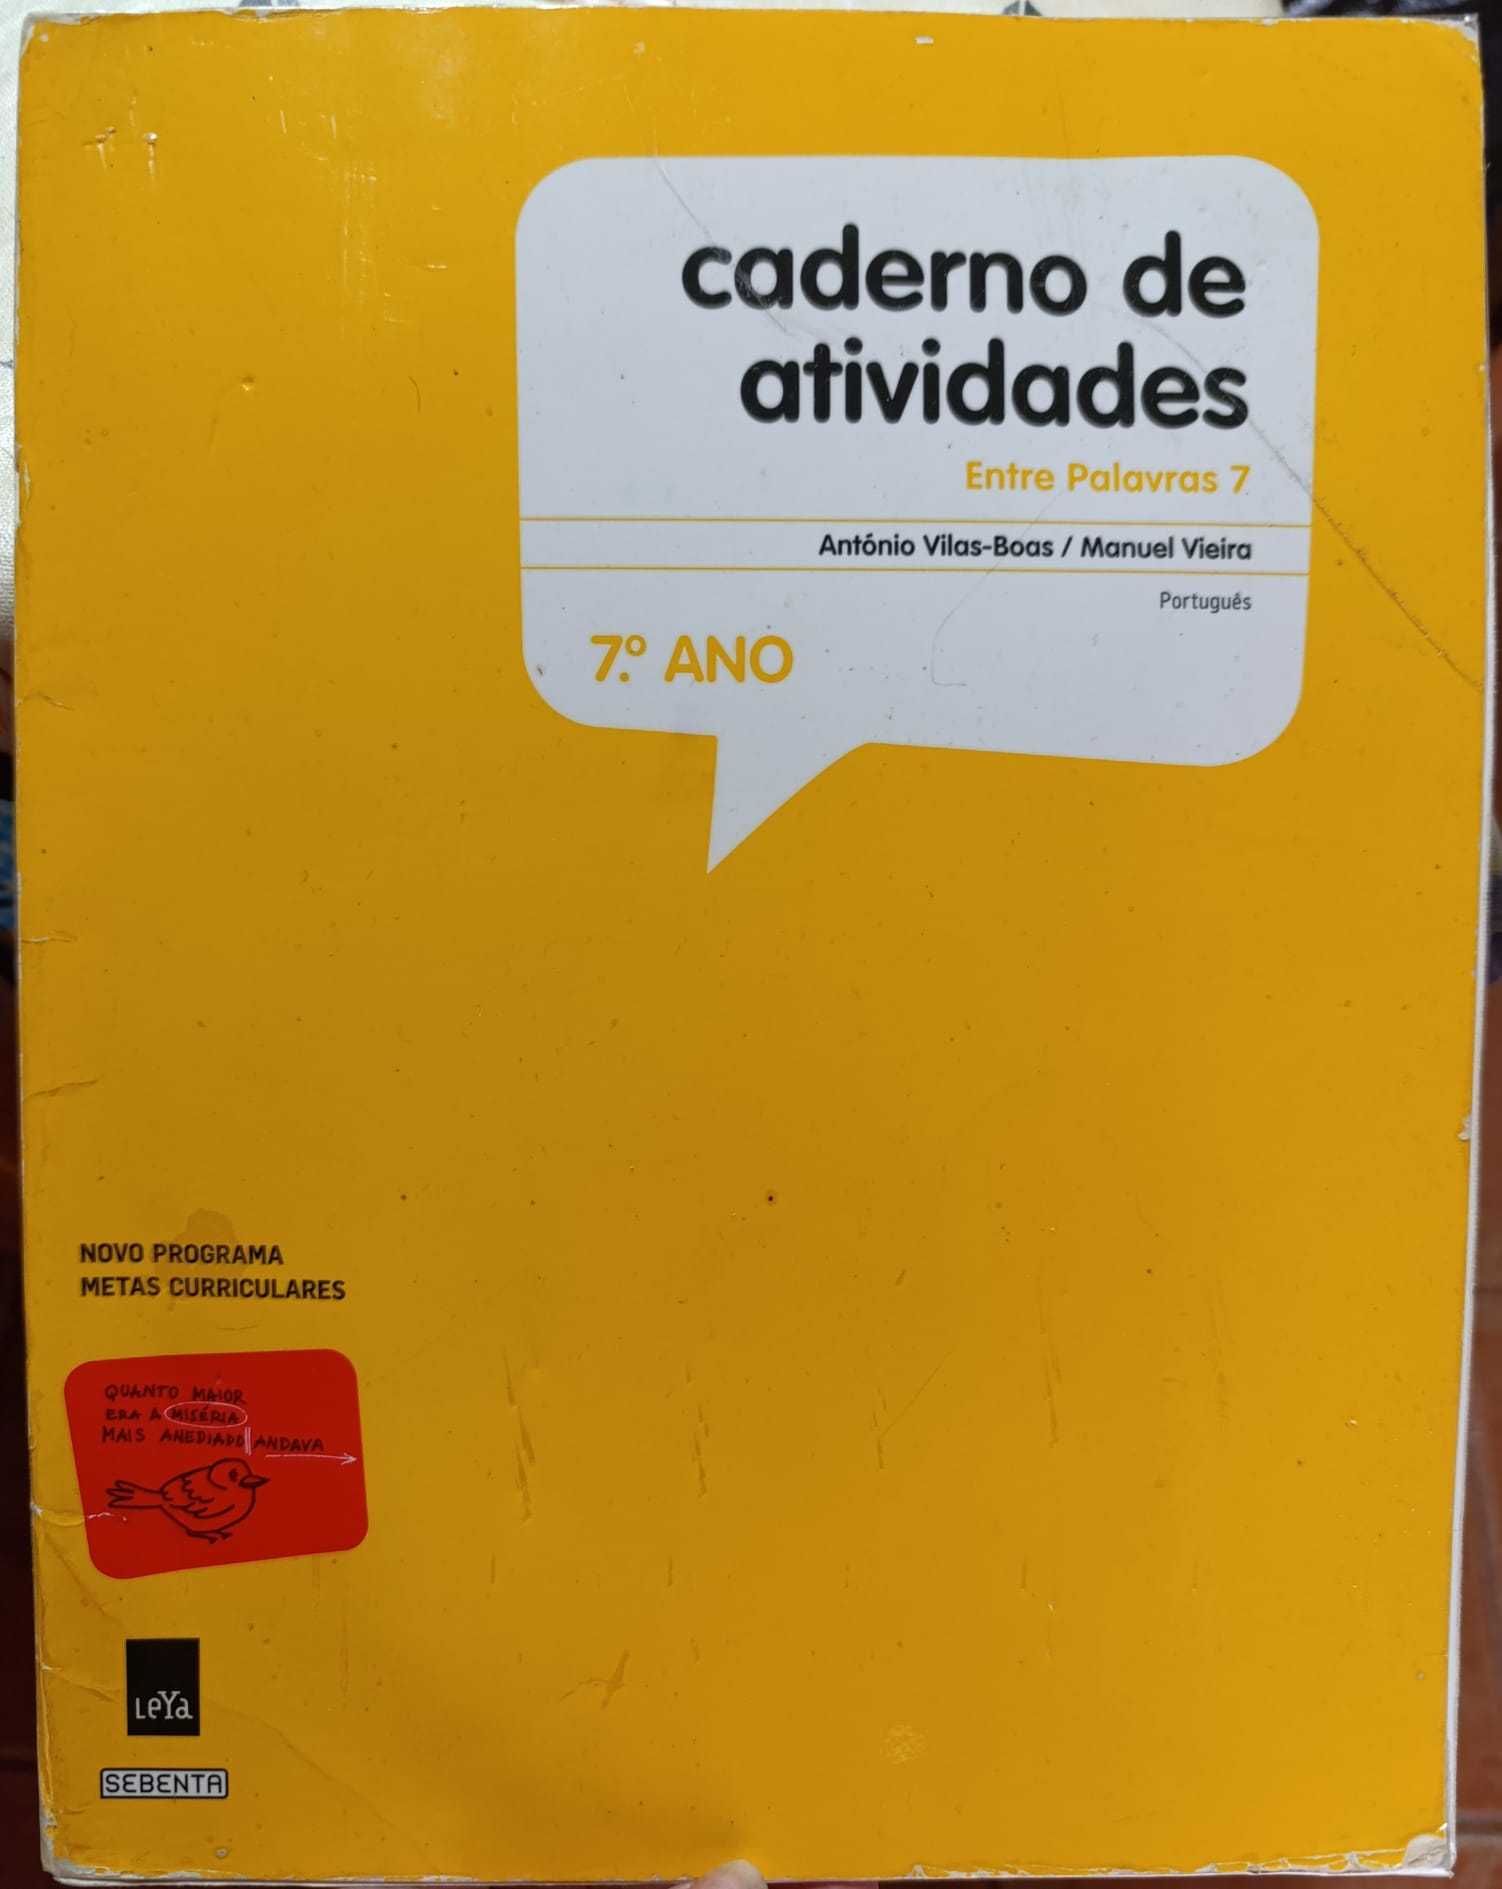 caderno de
atividades
Entre Palavras 7
António Vilas-Boas / Manuel Vieira
Português
7.º ANO
NOVO PROGRAMA
METAS CURRICULARES
QUANTO MAIOR
ERA A MISÉRIA
MAIS ANEDIADO ANDAVA
LeYa
SEBENTA